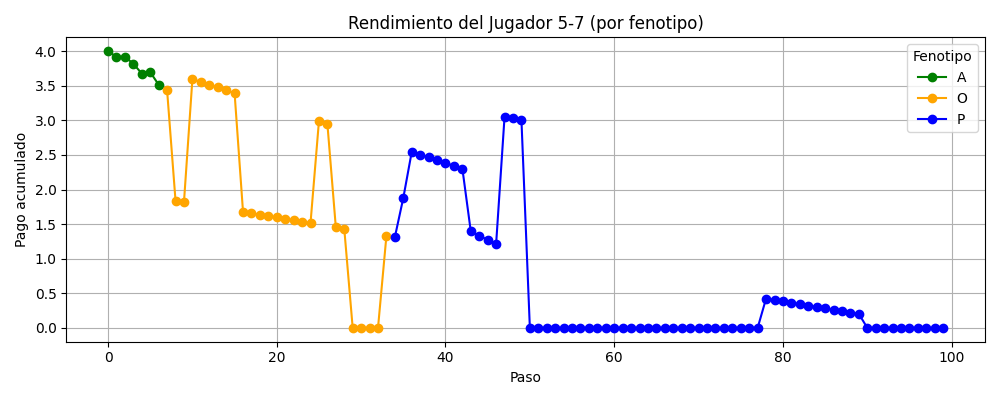 Rendimiento del Jugador 5-7 (por fenotipo)
Pago acumulado
4.0
3.5
3.0
2.5
2.0
1.5
1.0
0.5
0.0
Fenotipo
A
O
P
0
20
40
60
80
100
Paso